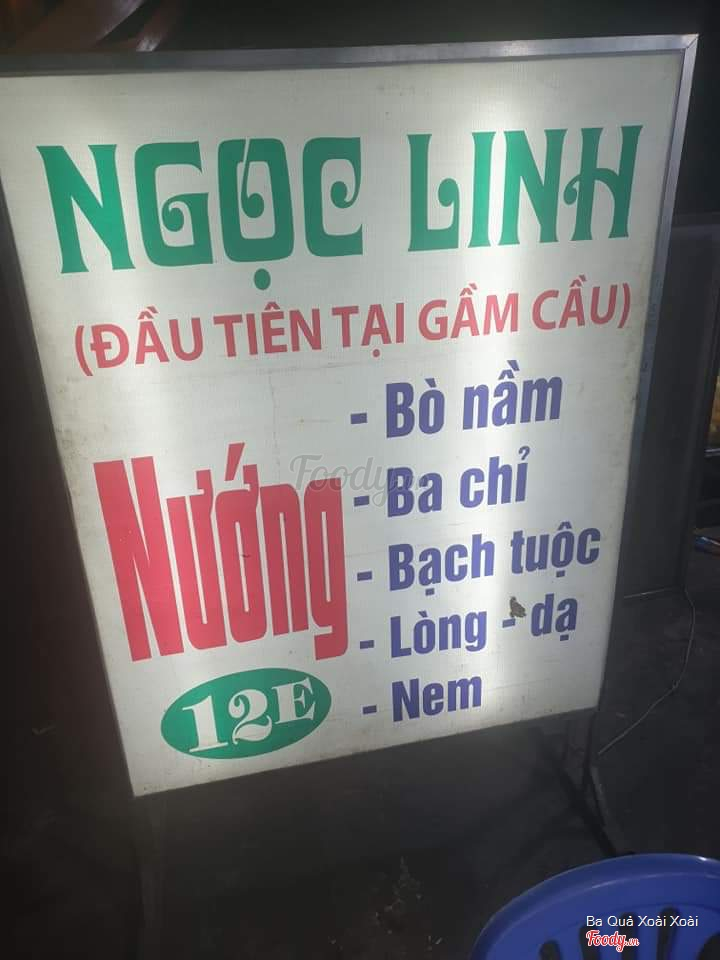 NGỌC LINH
(ĐẦU TIÊN TẠI GẦM CẦU)
Nướng
- Bò nầm
- Ba chỉ
- Bạch tuộc
- Lòng - dạ
- Nem
12E
Foody.vn
Ba Quả Xoài Xoài
Foody.vn